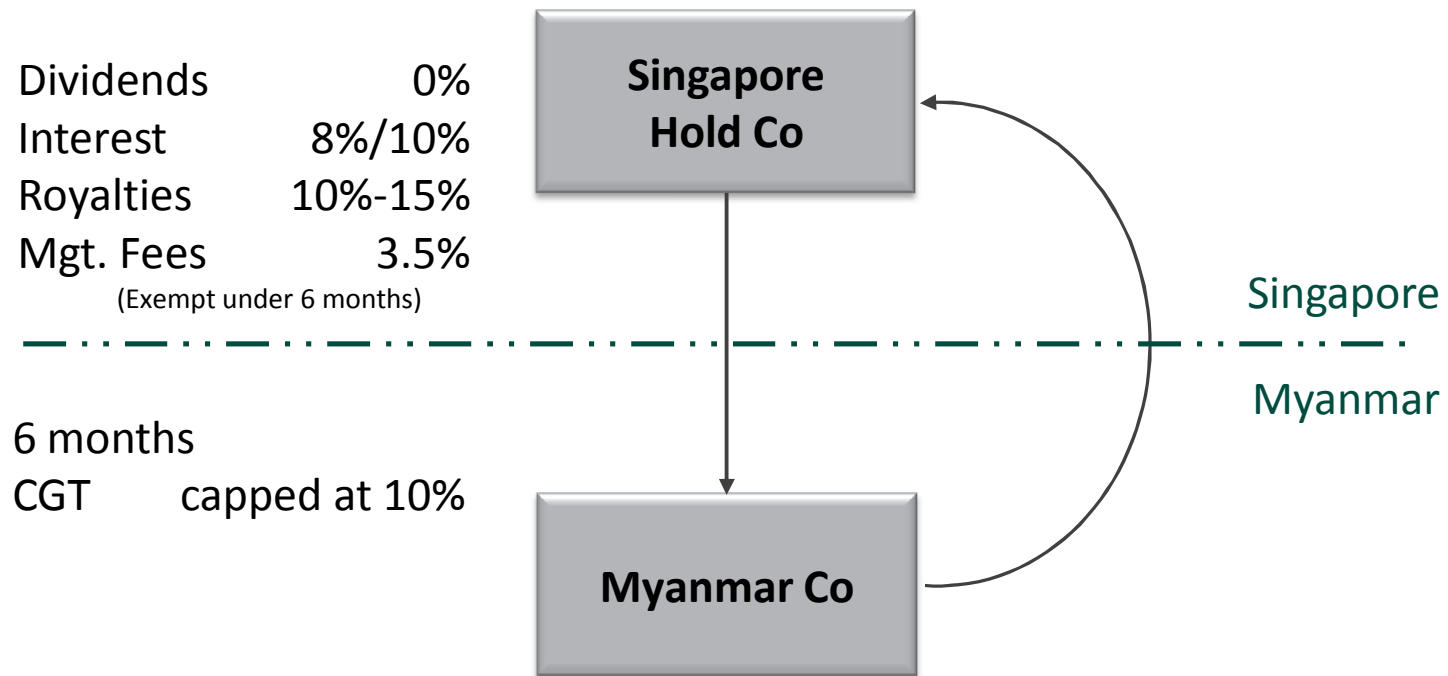 Dividends 0%
Interest 8%/10%
Royalties 10%-15%
Mgt. Fees 3.5%
(Exempt under 6 months)
Singapore
Hold Co
Singapore
Myanmar
6 months
CGT capped at 10%
Myanmar Co